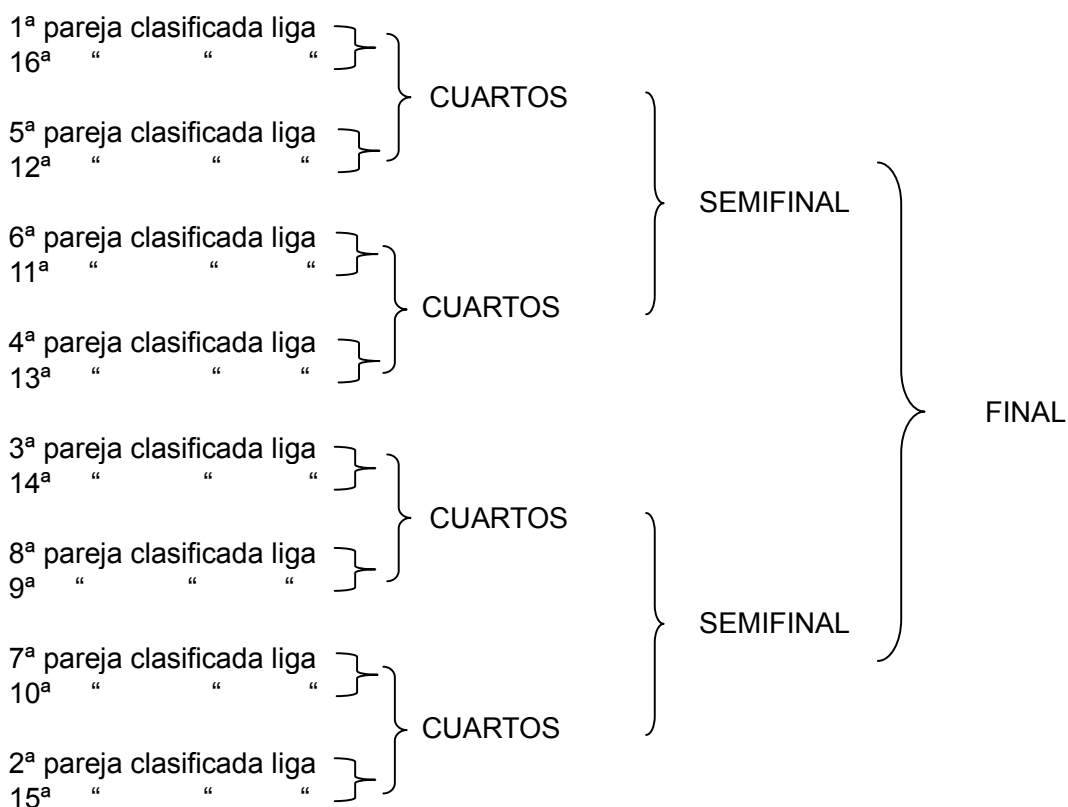 1ª pareja clasificada liga
16ª “ “ “
CUARTOS
5ª pareja clasificada liga
12ª “ “ “
SEMIFINAL
6ª pareja clasificada liga
11ª “ “ “
CUARTOS
4ª pareja clasificada liga
13ª “ “ “
FINAL
3ª pareja clasificada liga
14ª “ “ “
CUARTOS
8ª pareja clasificada liga
9ª “ “ “
SEMIFINAL
7ª pareja clasificada liga
10ª “ “ “
CUARTOS
2ª pareja clasificada liga
15ª “ “ “